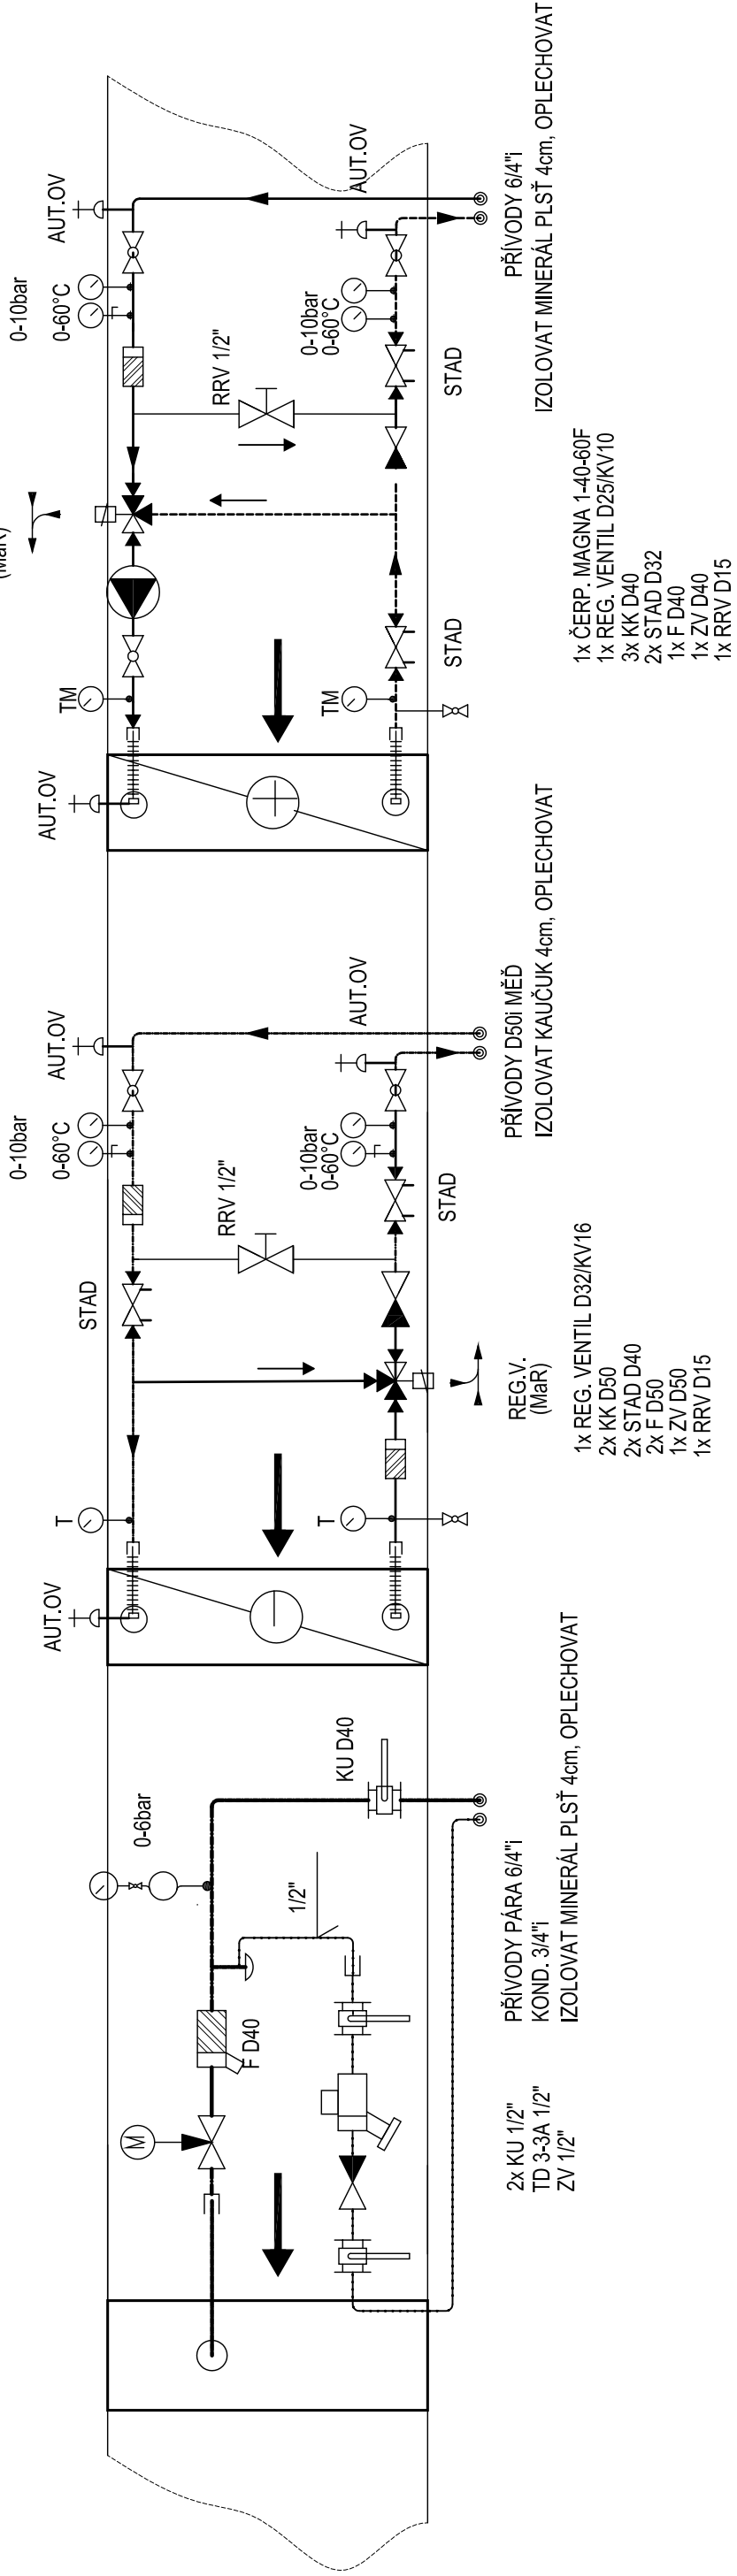 (MaR)
0-10bar
0-60°C
AUT.OV
AUT.OV
RRV 1/2"
0-10bar
0-60°C
STAD
STAD
TM
TM
AUT.OV
PŘÍVODY 6/4"i
IZOLOVAT MINERÁL PLSŤ 4cm, OPLECHOVAT
1x ČERP. MAGNA 1-40-60F
1x REG. VENTIL D25/KV10
3x KK D40
2x STAD D32
1x F D40
1x ZV D40
1x RRV D15
0-10bar
0-60°C
AUT.OV
AUT.OV
RRV 1/2"
0-10bar
0-60°C
STAD
STAD
T
T
AUT.OV
REG.V.
(MaR)
PŘÍVODY D50i MĚĎ
IZOLOVAT KAUČUK 4cm, OPLECHOVAT
1x REG. VENTIL D32/KV16
2x KK D50
2x STAD D40
2x F D50
1x ZV D50
1x RRV D15
0-6bar
KU D40
1/2"
F D40
M
PŘÍVODY PÁRA 6/4"i
KOND. 3/4"i
IZOLOVAT MINERÁL PLSŤ 4cm, OPLECHOVAT
2x KU 1/2"
TD 3-3A 1/2"
ZV 1/2"